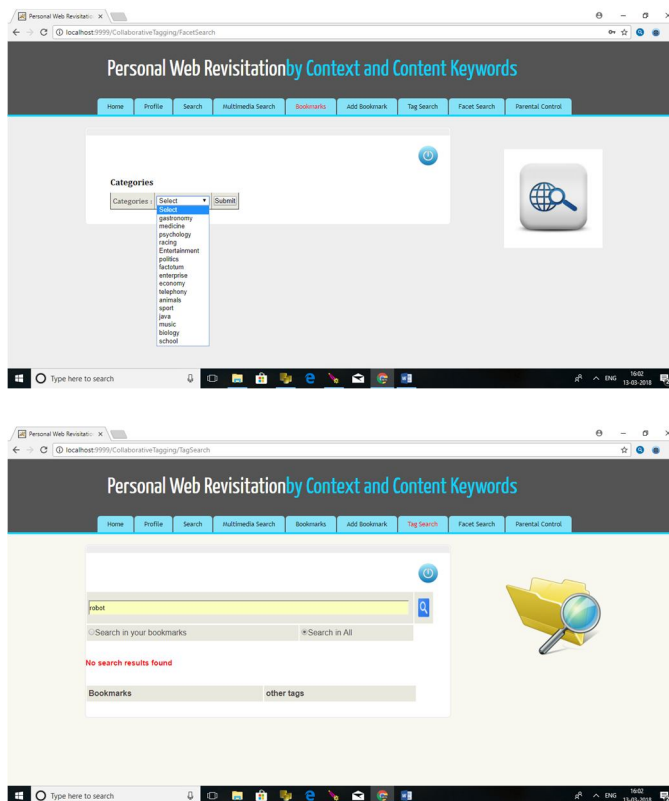 Personal Web Revisitatio
localhost:9999/CollaborativeTagging/FacetSearch
Personal Web Revisitationby Context and Content Keywords
Home Profile Search Multimedia Search Bookmarks Add Bookmark Tag Search Facet Search Parental Control
Categories
Categories : Select Submit
Select
gastronomy
medicine
psychology
racing
Entertainment
politics
factotum
enterprise
economy
telephony
animals
sport
java
music
biology
school
Type here to search ENG 16:02
13-03-2018
Personal Web Revisitatio
localhost:9999/CollaborativeTagging/TagSearch
Personal Web Revisitationby Context and Content Keywords
Home Profile Search Multimedia Search Bookmarks Add Bookmark Tag Search Facet Search Parental Control
robot
Search in your bookmarks Search in All
No search results found
Bookmarks other tags
Type here to search ENG 16:02
13-03-2018